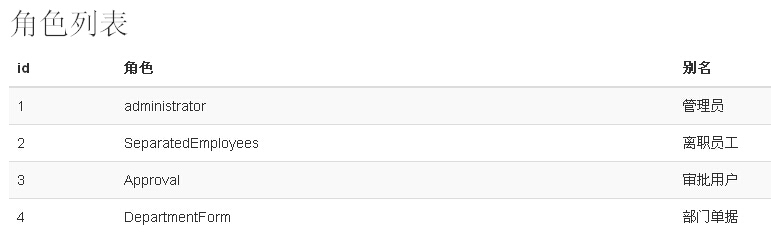 角色列表
id 角色 别名
1 administrator 管理员
2 SeparatedEmployees 离职员工
3 Approval 审批用户
4 DepartmentForm 部门单据